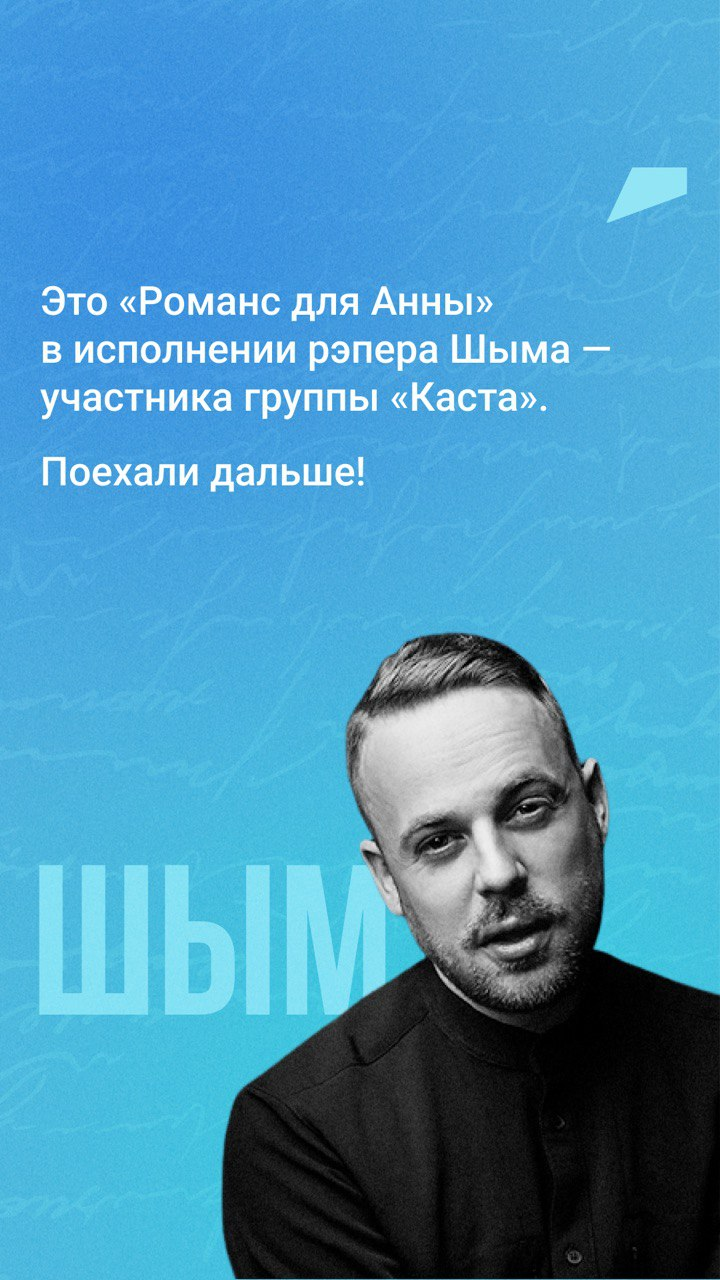 Это «Романс для Анны»
в исполнении рэпера Шыма —
участника группы «Каста».
Поехали дальше!
ШЫМ